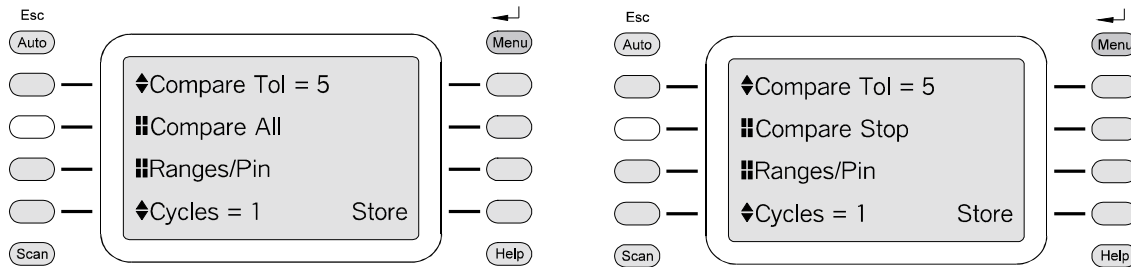 Esc
Auto Menu
Compare Tol = 5
Compare All
Ranges/Pin
Cycles = 1 Store
Scan Help
Esc
Auto Menu
Compare Tol = 5
Compare Stop
Ranges/Pin
Cycles = 1 Store
Scan Help